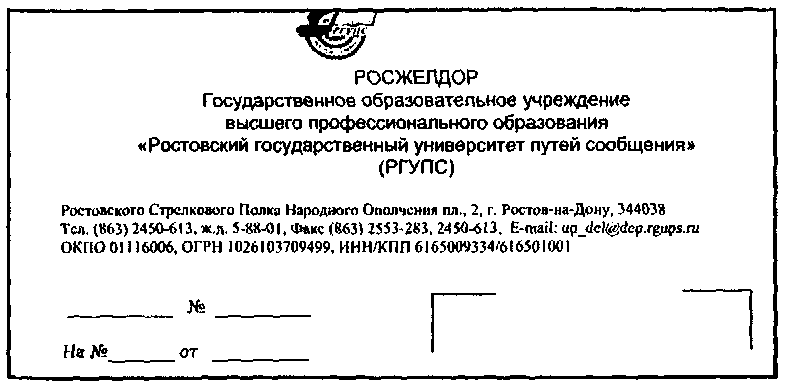 РГУПС
РОСЖЕЛДОР
Государственное образовательное учреждение
высшего профессионального образования
«Ростовский государственный университет путей сообщения»
(РГУПС)
Ростовского Стрелкового Полка Народного Ополчения пл., 2, г. Ростов-на-Дону, 344038
Тел. (863) 2450-613, ж.д. 5-88-01, Факс (863) 2553-283, 2450-613, E-mail: up_del@dep.rgups.ru
ОКПО 01116006, ОГРН 1026103709499, ИНН/КПП 6165009334/616501001
__________ № __________
На №_______ от __________